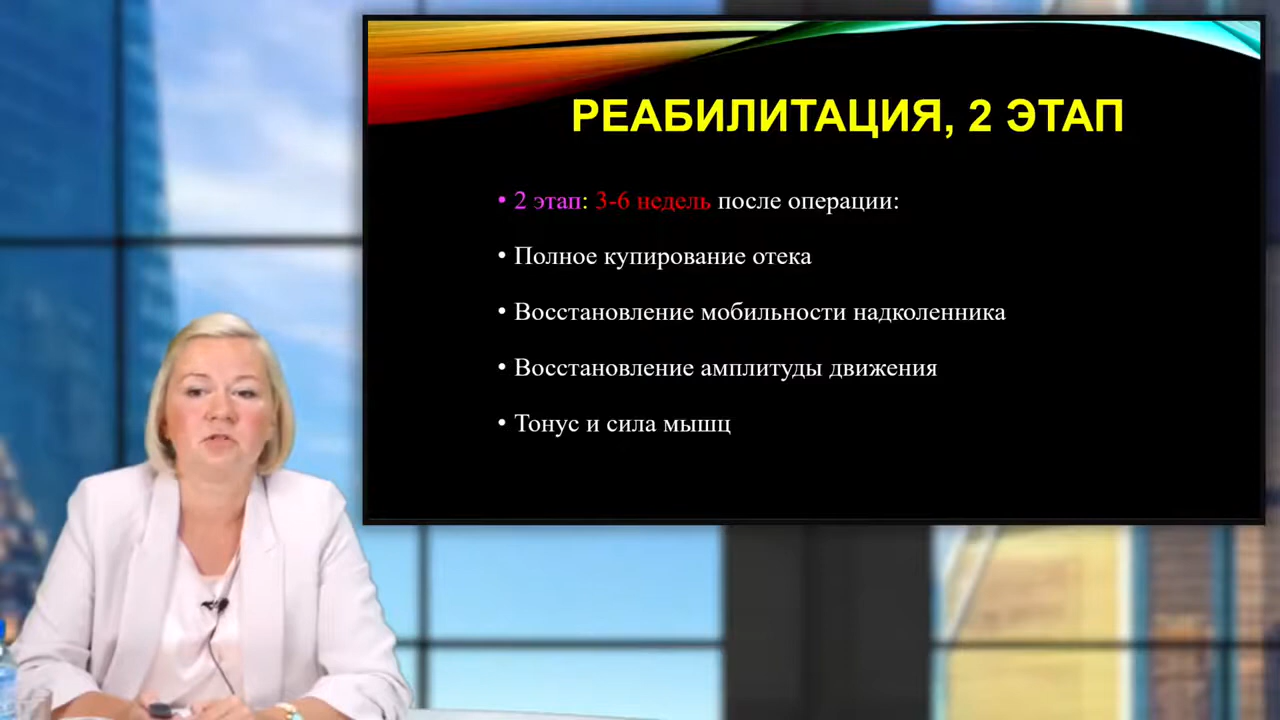 РЕАБИЛИТАЦИЯ, 2 ЭТАП
• 2 этап: 3-6 недель после операции:
• Полное купирование отека
• Восстановление мобильности надколенника
• Восстановление амплитуды движения
• Тонус и сила мышц